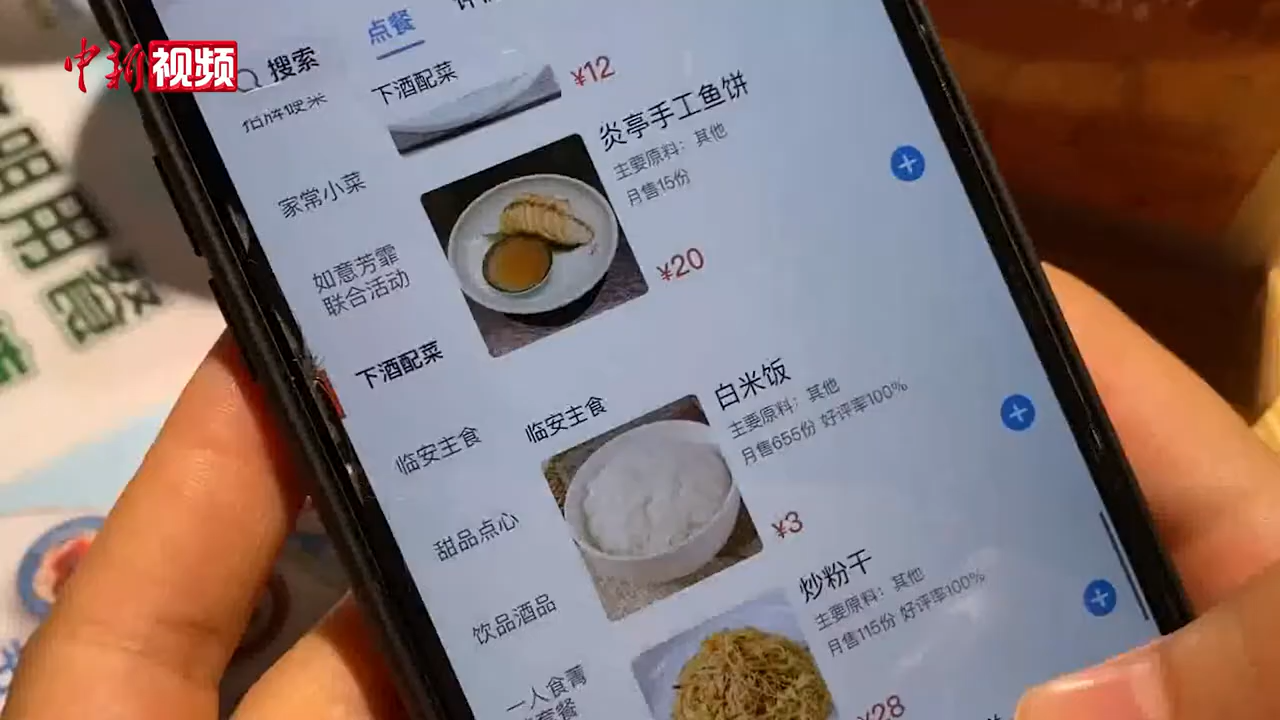 中新视频
搜索
点餐
招牌硬菜
家常小菜
如意芳霏
联合活动
下酒配菜
临安主食
甜品点心
饮品酒品
一人食菁
下酒配菜
¥12
炎亭手工鱼饼
主要原料：其他
月售15份
¥20
临安主食
白米饭
主要原料：其他
月售655份 好评率100%
¥3
炒粉干
主要原料：其他
月售115份 好评率100%
¥28